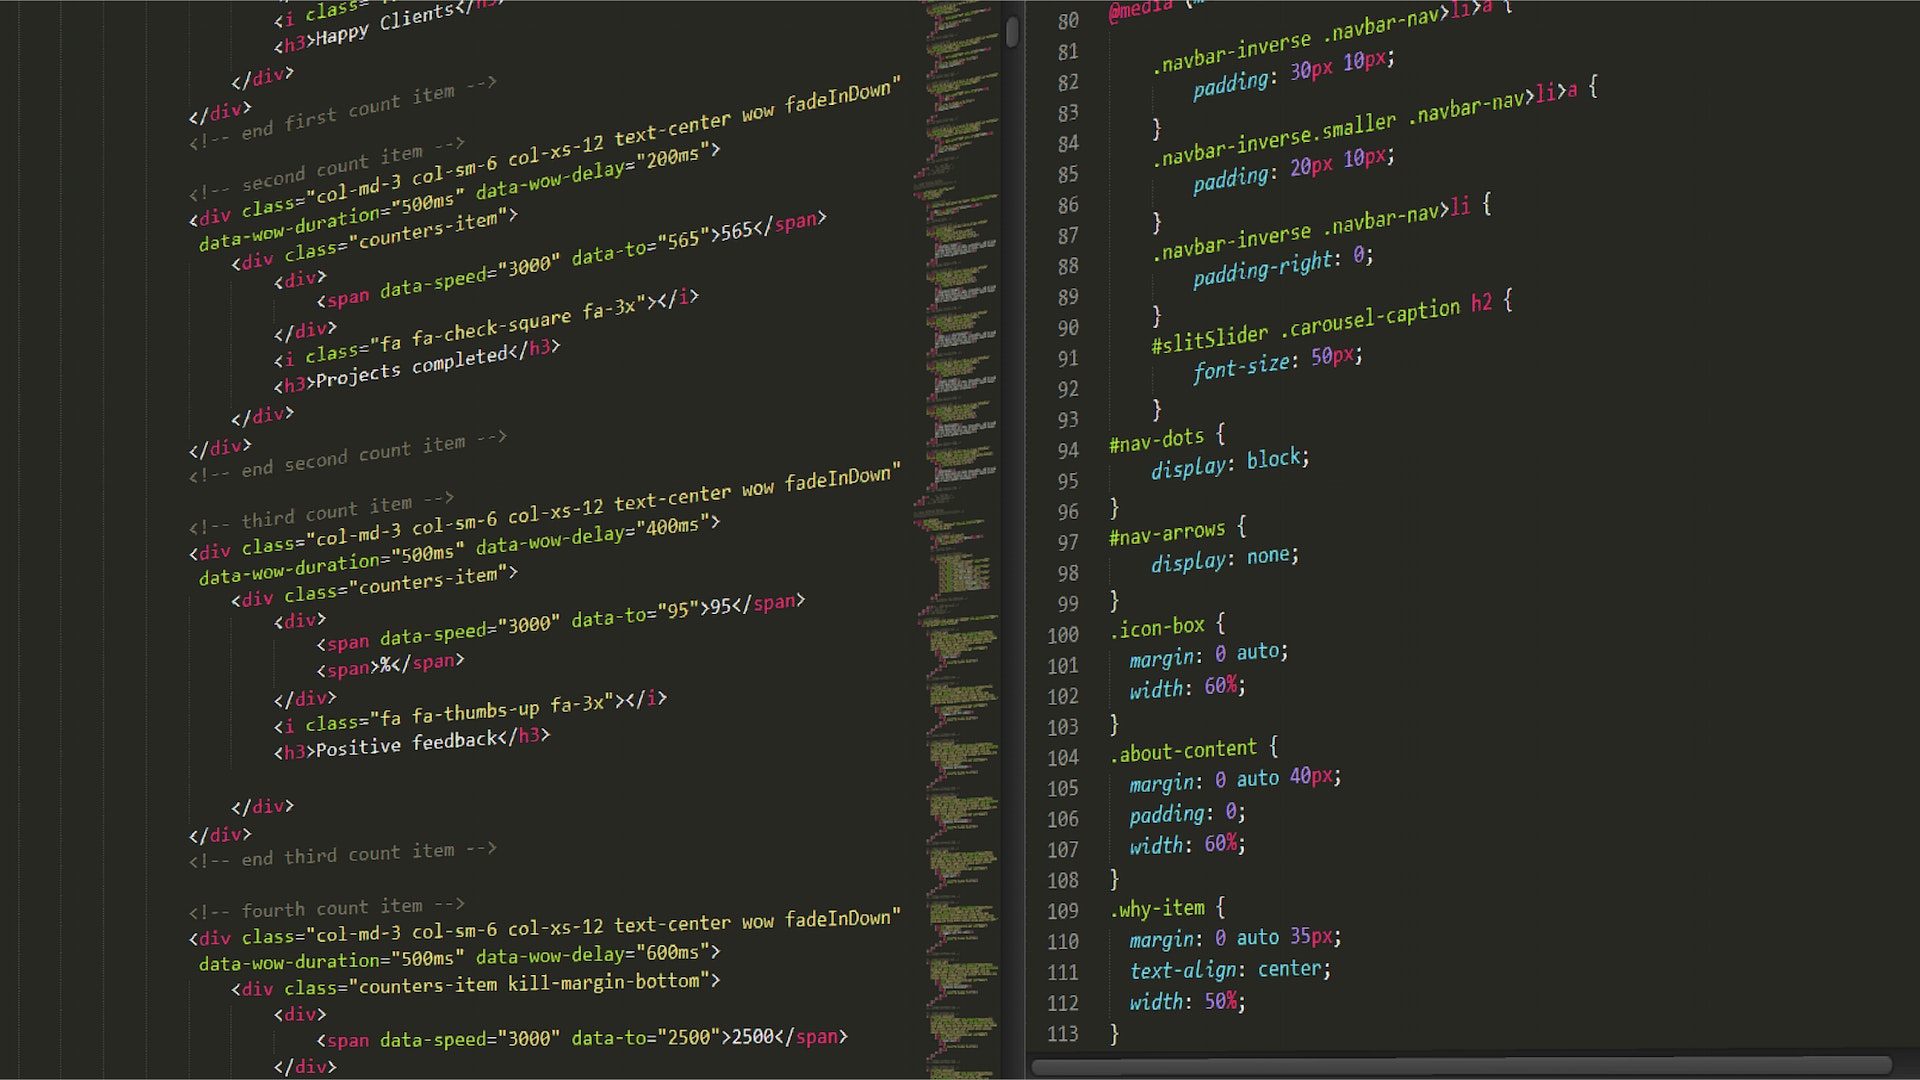 <i class=
<h3>Happy Clients</h3>
</div>
</div>
<!-- end first count item -->
<!-- second count item -->
<div class="col-md-3 col-sm-6 col-xs-12 text-center wow fadeInDown"
data-wow-duration="500ms" data-wow-delay="200ms">
<div class="counters-item">
<div>
<span data-speed="3000" data-to="565">565</span>
</div>
<i class="fa fa-check-square fa-3x"></i>
<h3>Projects completed</h3>
</div>
</div>
<!-- end second count item -->
<!-- third count item -->
<div class="col-md-3 col-sm-6 col-xs-12 text-center wow fadeInDown"
data-wow-duration="500ms" data-wow-delay="400ms">
<div class="counters-item">
<div>
<span data-speed="3000" data-to="95">95</span>
<span>%</span>
</div>
<i class="fa fa-thumbs-up fa-3x"></i>
<h3>Positive feedback</h3>
</div>
</div>
<!-- end third count item -->
<!-- fourth count item -->
<div class="col-md-3 col-sm-6 col-xs-12 text-center wow fadeInDown"
data-wow-duration="500ms" data-wow-delay="600ms">
<div class="counters-item kill-margin-bottom">
<div>
<span data-speed="3000" data-to="2500">2500</span>
</div>
80 @media (
81 .navbar-inverse .navbar-nav>li>a {
82 padding: 30px 10px;
83 }
84 .navbar-inverse.smaller .navbar-nav>li>a {
85 padding: 20px 10px;
86 }
87 .navbar-inverse .navbar-nav>li {
88 padding-right: 0;
89 }
90 #slitSlider .carousel-caption h2 {
91 font-size: 50px;
92
93 }
94 #nav-dots {
95 display: block;
96 }
97 #nav-arrows {
98 display: none;
99 }
100 .icon-box {
101 margin: 0 auto;
102 width: 60%;
103 }
104 .about-content {
105 margin: 0 auto 40px;
106 padding: 0;
107 width: 60%;
108 }
109 .why-item {
110 margin: 0 auto 35px;
111 text-align: center;
112 width: 50%;
113 }